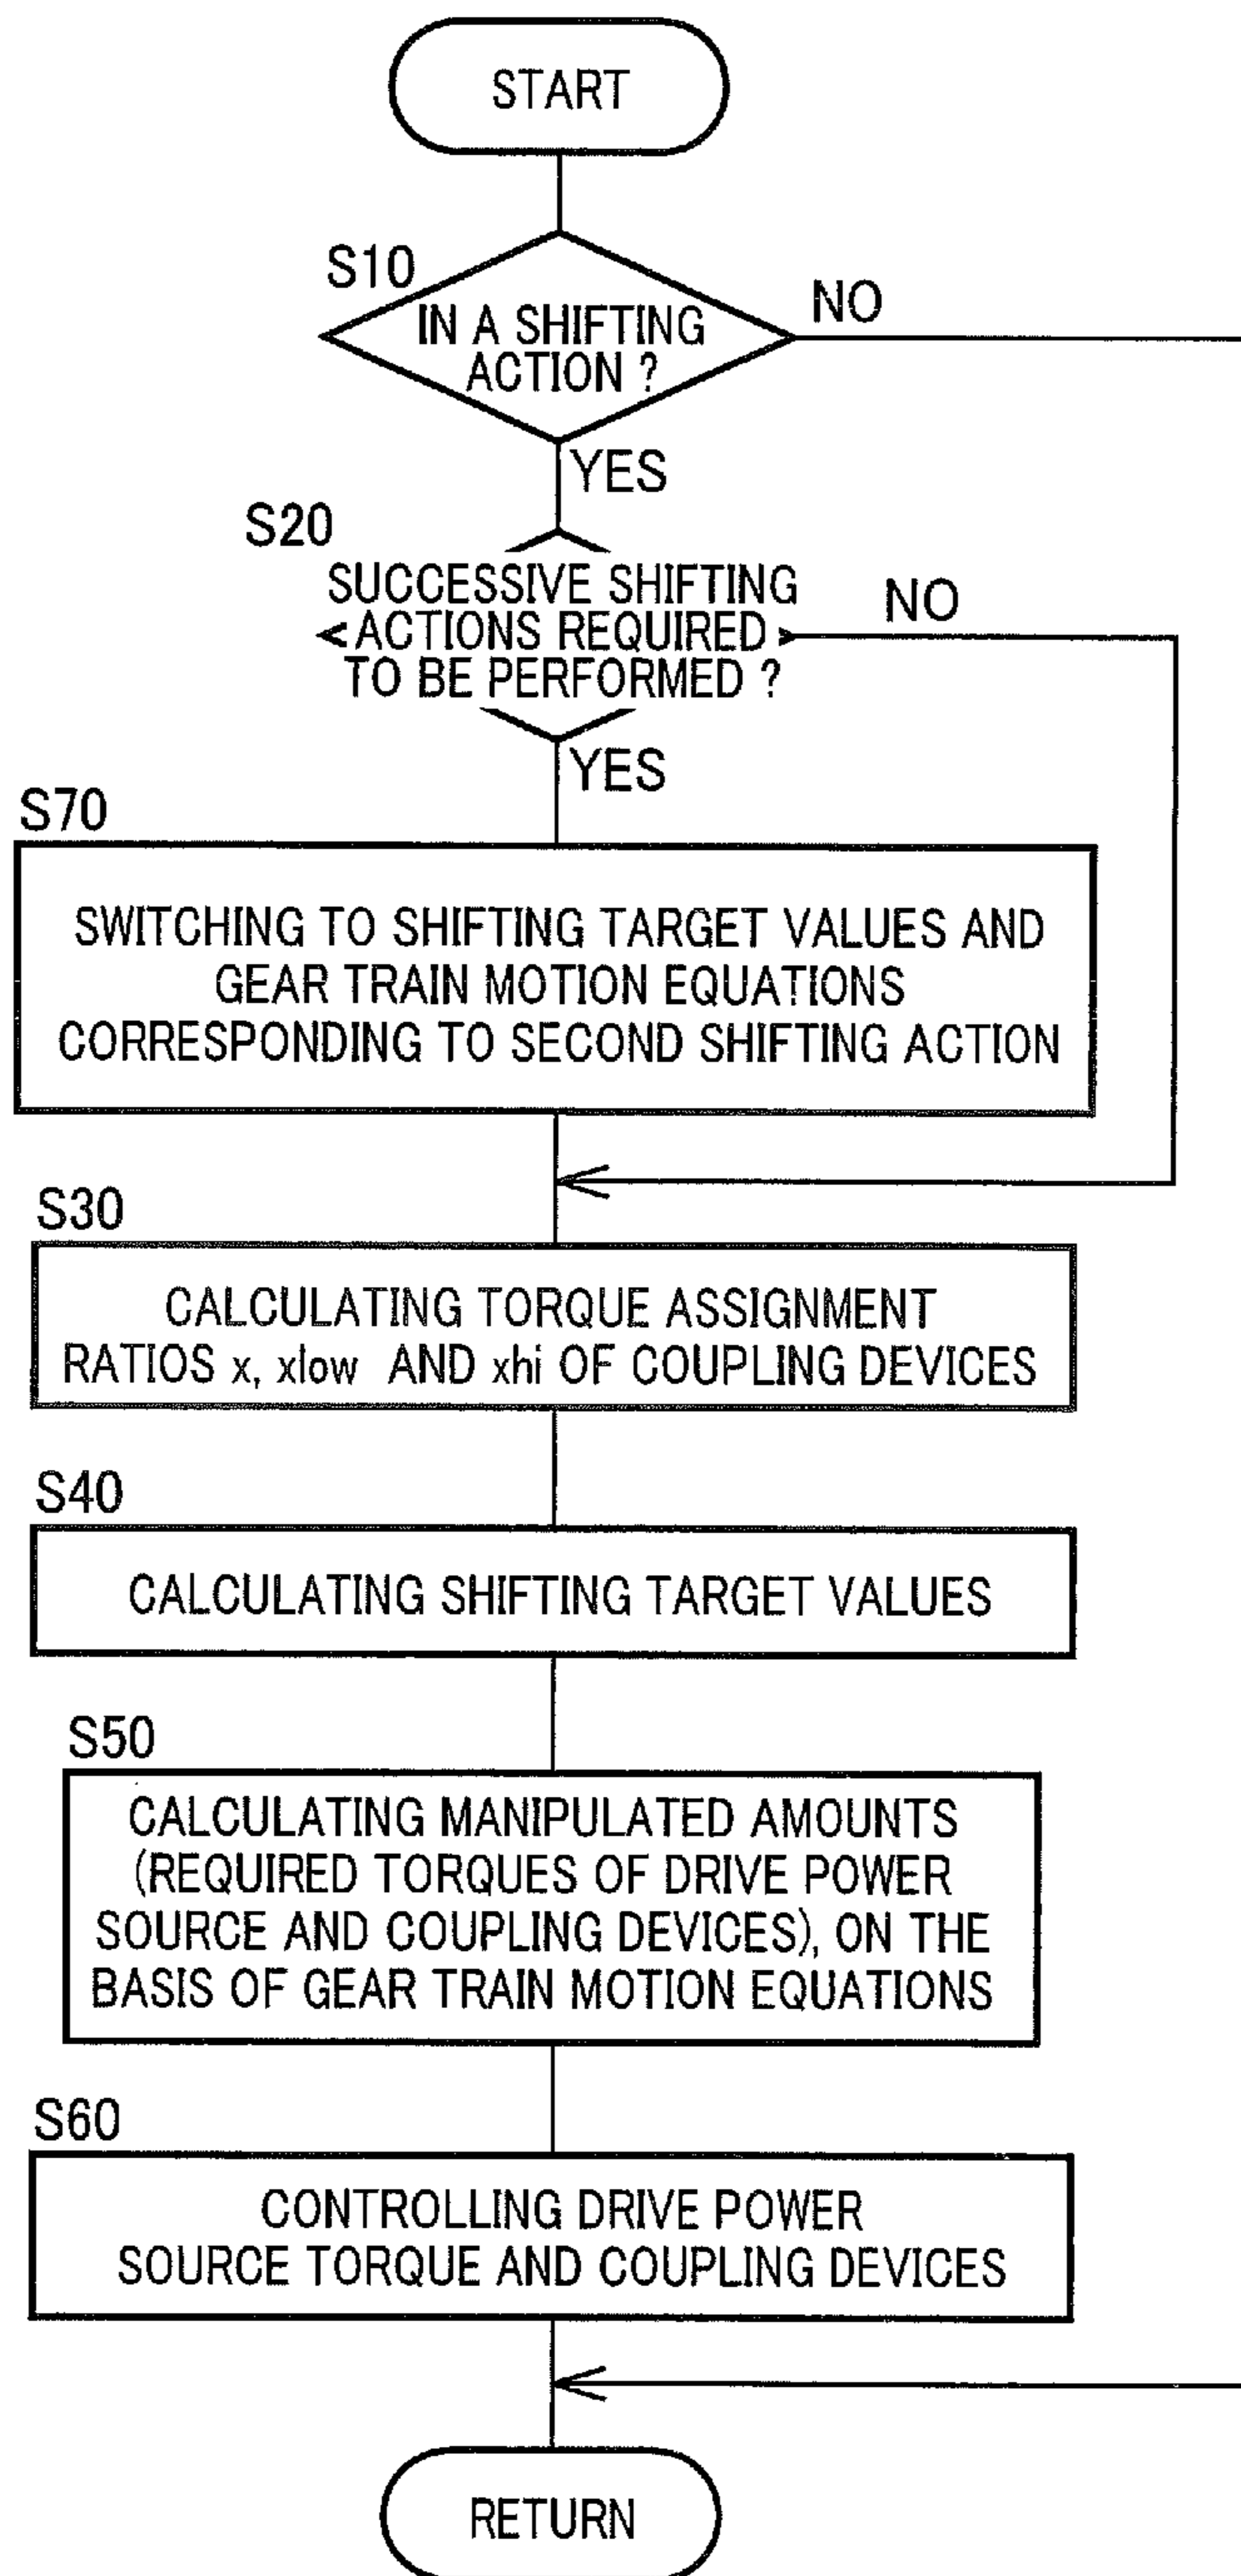 START
S10
IN A SHIFTING
ACTION ?
NO
YES
S20
SUCCESSIVE SHIFTING
ACTIONS REQUIRED
TO BE PERFORMED ?
NO
YES
S70
SWITCHING TO SHIFTING TARGET VALUES AND
GEAR TRAIN MOTION EQUATIONS
CORRESPONDING TO SECOND SHIFTING ACTION
S30
CALCULATING TORQUE ASSIGNMENT
RATIOS x, xlow AND xhi OF COUPLING DEVICES
S40
CALCULATING SHIFTING TARGET VALUES
S50
CALCULATING MANIPULATED AMOUNTS
(REQUIRED TORQUES OF DRIVE POWER
SOURCE AND COUPLING DEVICES), ON THE
BASIS OF GEAR TRAIN MOTION EQUATIONS
S60
CONTROLLING DRIVE POWER
SOURCE TORQUE AND COUPLING DEVICES
RETURN